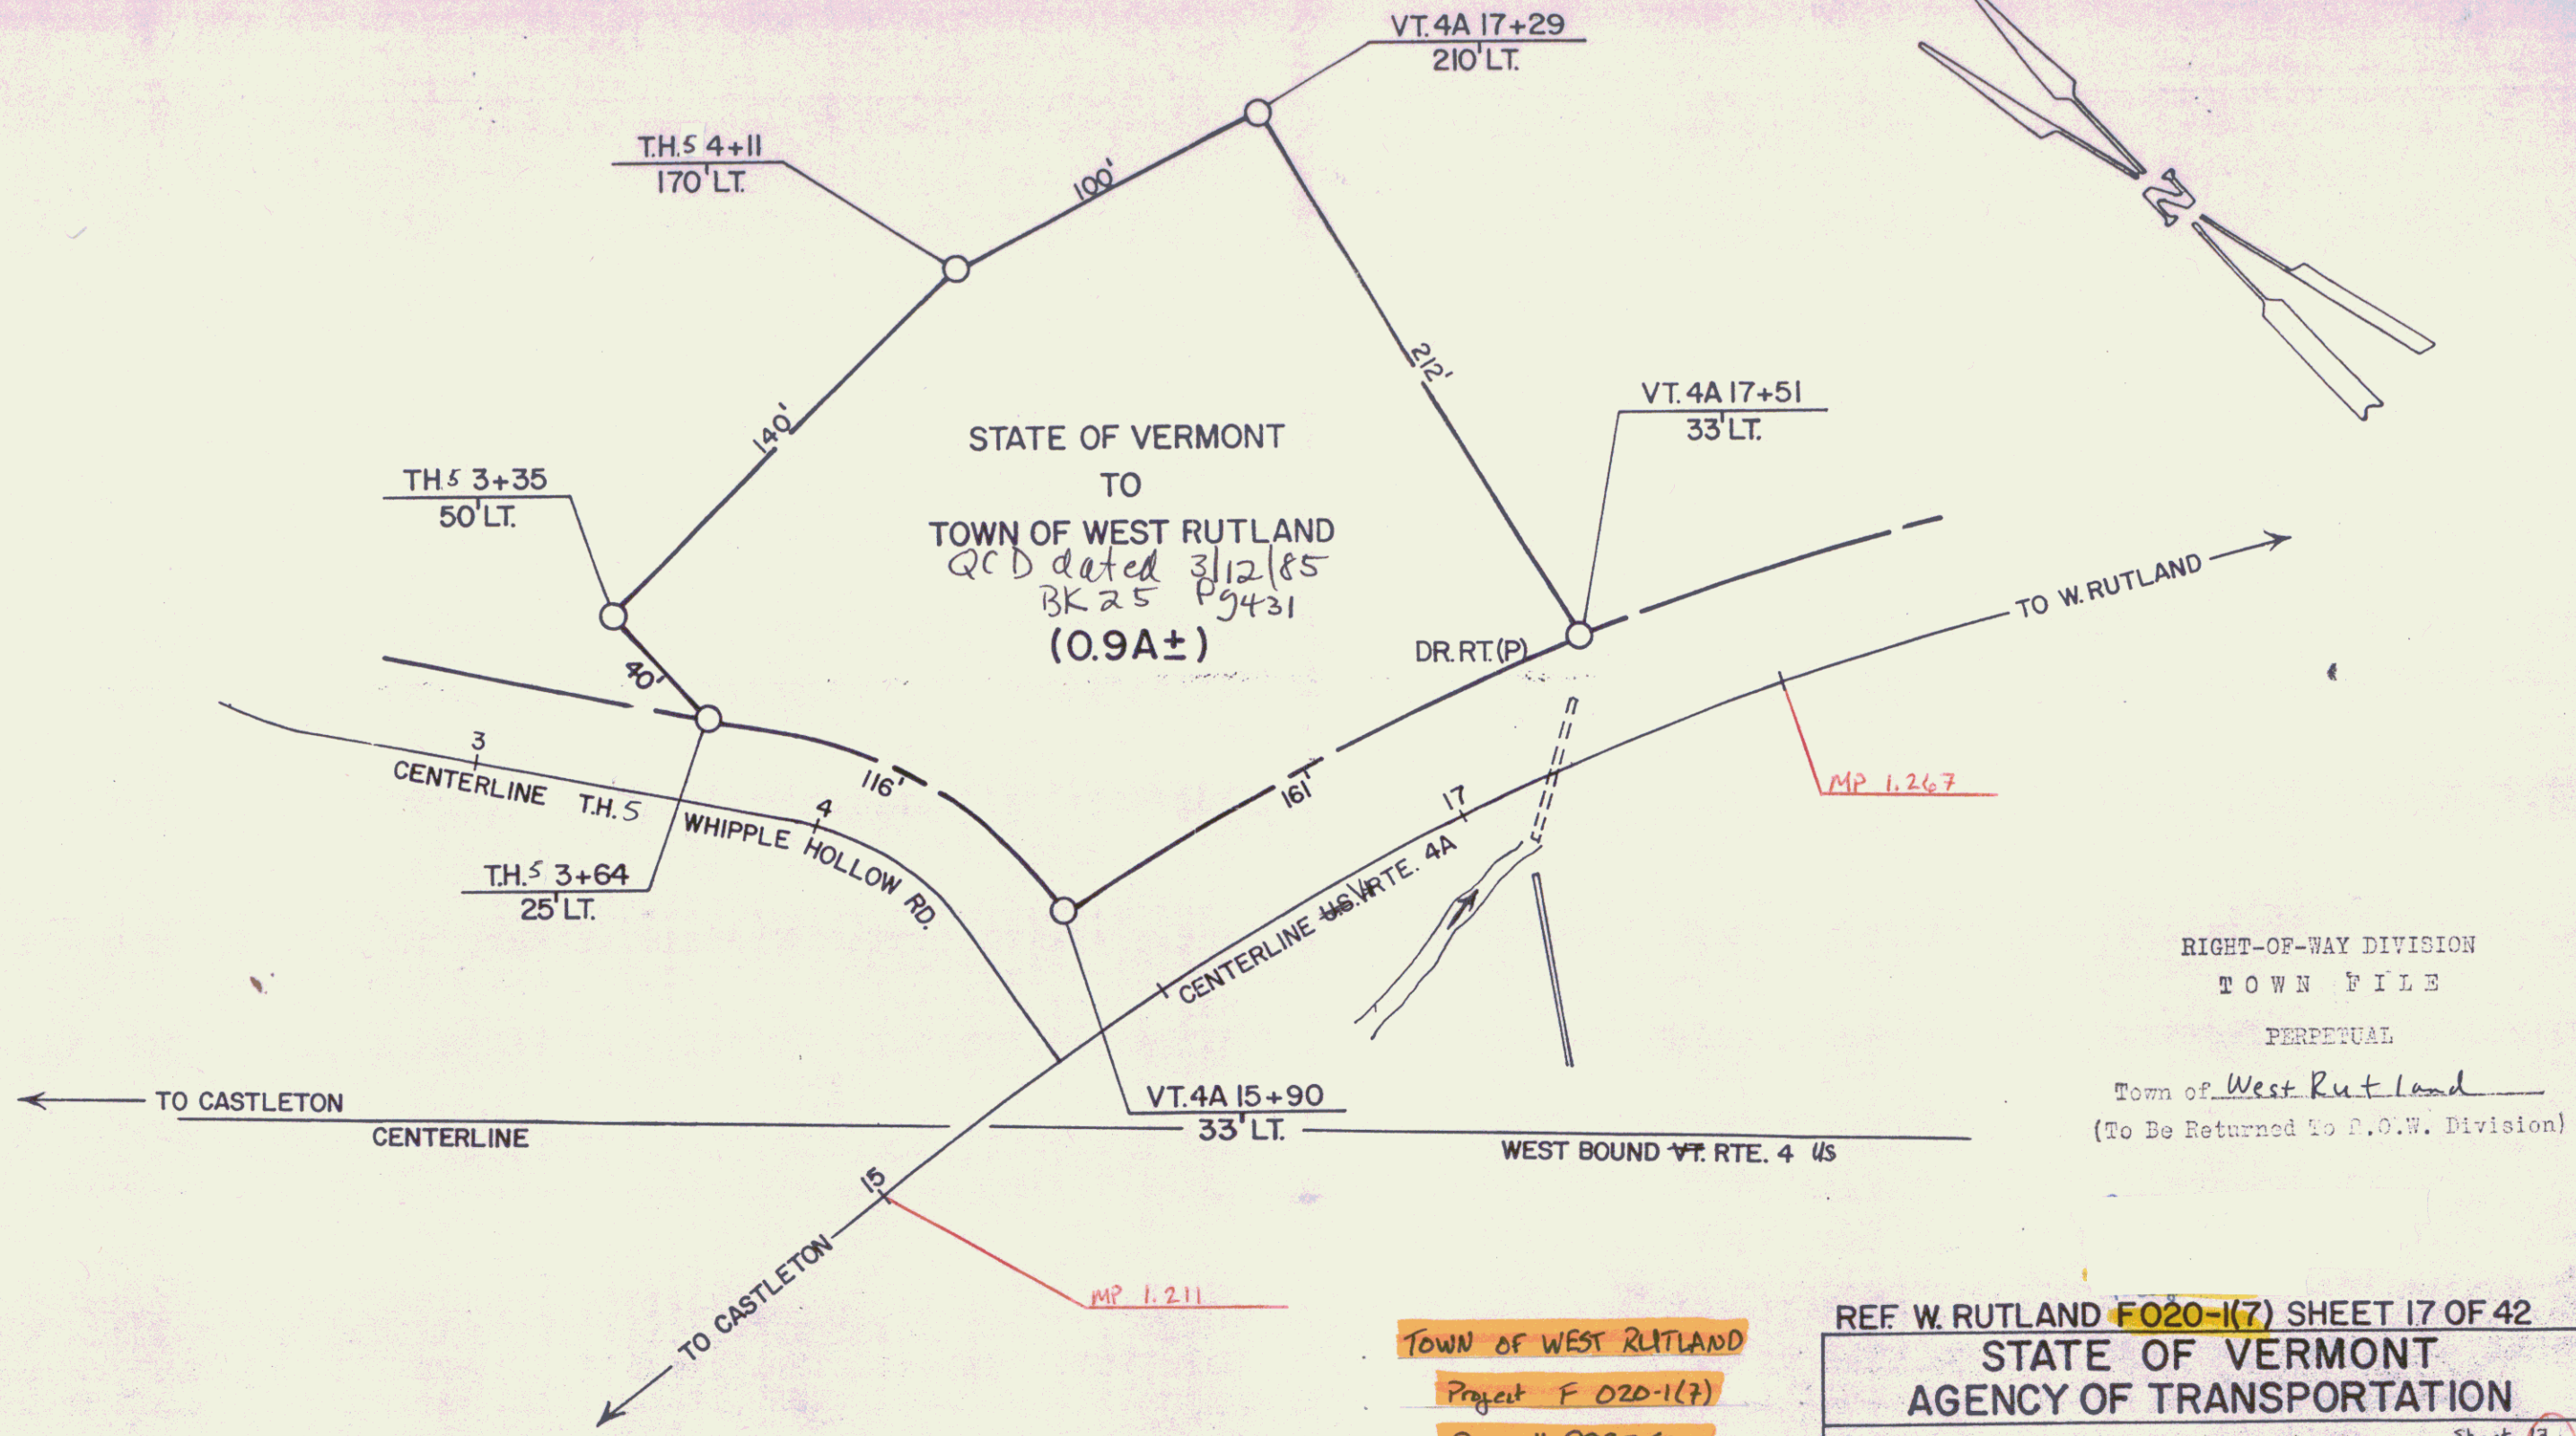 VT. 4A 17+29
210' LT.
T.H.5 4+11
170' LT.
100'
N
140'
212'
VT. 4A 17+51
33' LT.
STATE OF VERMONT
TO
TOWN OF WEST RUTLAND
QCD dated 3/12/85
BK 25 Pg 431
(0.9A±)
TH.5 3+35
50' LT.
40'
DR. RT. (P)
TO W. RUTLAND
3
CENTERLINE T.H. 5
4
WHIPPLE HOLLOW RD.
116'
161'
17
MP 1.267
T.H.5 3+64
25' LT.
CENTERLINE U.S. Vt RTE. 4A
RIGHT-OF-WAY DIVISION
TOWN FILE
PERPETUAL
Town of West Rutland
(To Be Returned To R.O.W. Division)
TO CASTLETON
CENTERLINE
VT. 4A 15+90
33' LT.
WEST BOUND VT. RTE. 4 US
15
TO CASTLETON
MP 1.211
TOWN OF WEST RUTLAND
Project F 020-1(7)
REF. W. RUTLAND F020-1(7) SHEET 17 OF 42
STATE OF VERMONT
AGENCY OF TRANSPORTATION